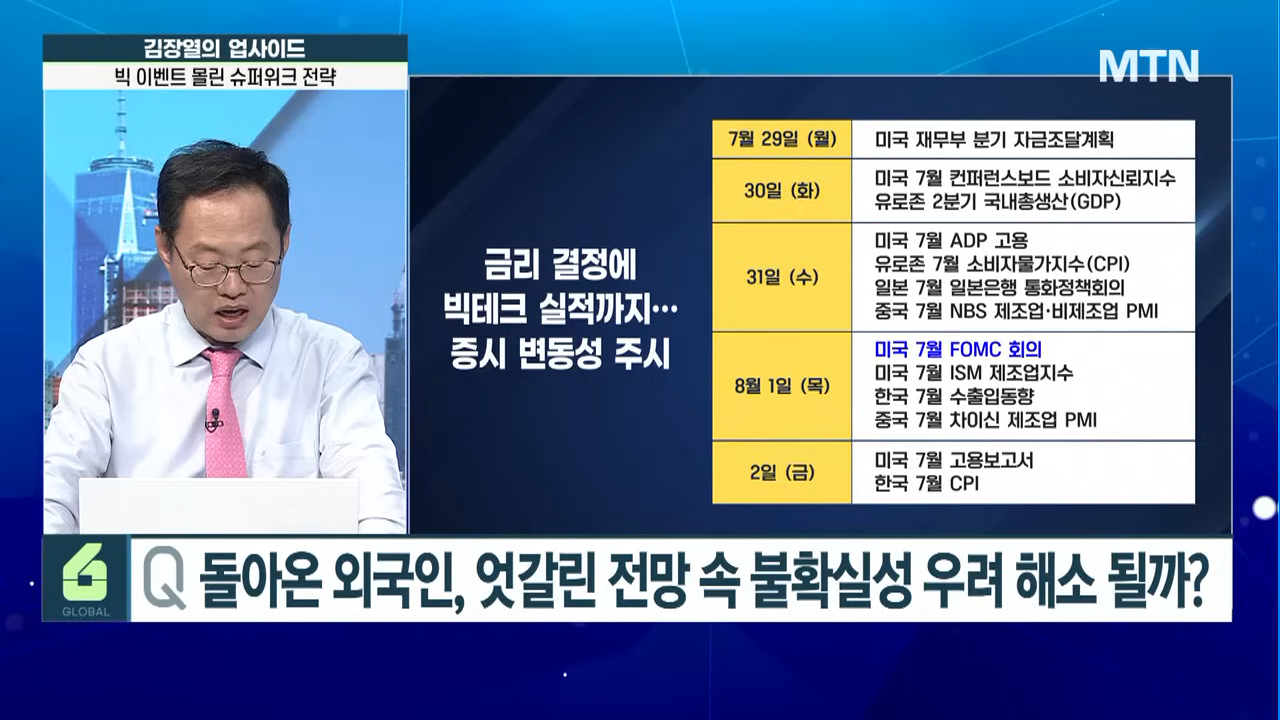 김장열의 업사이드
빅 이벤트 몰린 슈퍼위크 전략
MTN
금리 결정에
빅테크 실적까지…
증시 변동성 주시
7월 29일 (월)
미국 재무부 분기 자금조달계획
30일 (화)
미국 7월 컨퍼런스보드 소비자신뢰지수
유로존 2분기 국내총생산(GDP)
31일 (수)
미국 7월 ADP 고용
유로존 7월 소비자물가지수(CPI)
일본 7월 일본은행 통화정책회의
중국 7월 NBS 제조업·비제조업 PMI
8월 1일 (목)
미국 7월 FOMC 회의
미국 7월 ISM 제조업지수
한국 7월 수출입동향
중국 7월 차이신 제조업 PMI
2일 (금)
미국 7월 고용보고서
한국 7월 CPI
6
GLOBAL
Q 돌아온 외국인, 엇갈린 전망 속 불확실성 우려 해소 될까?